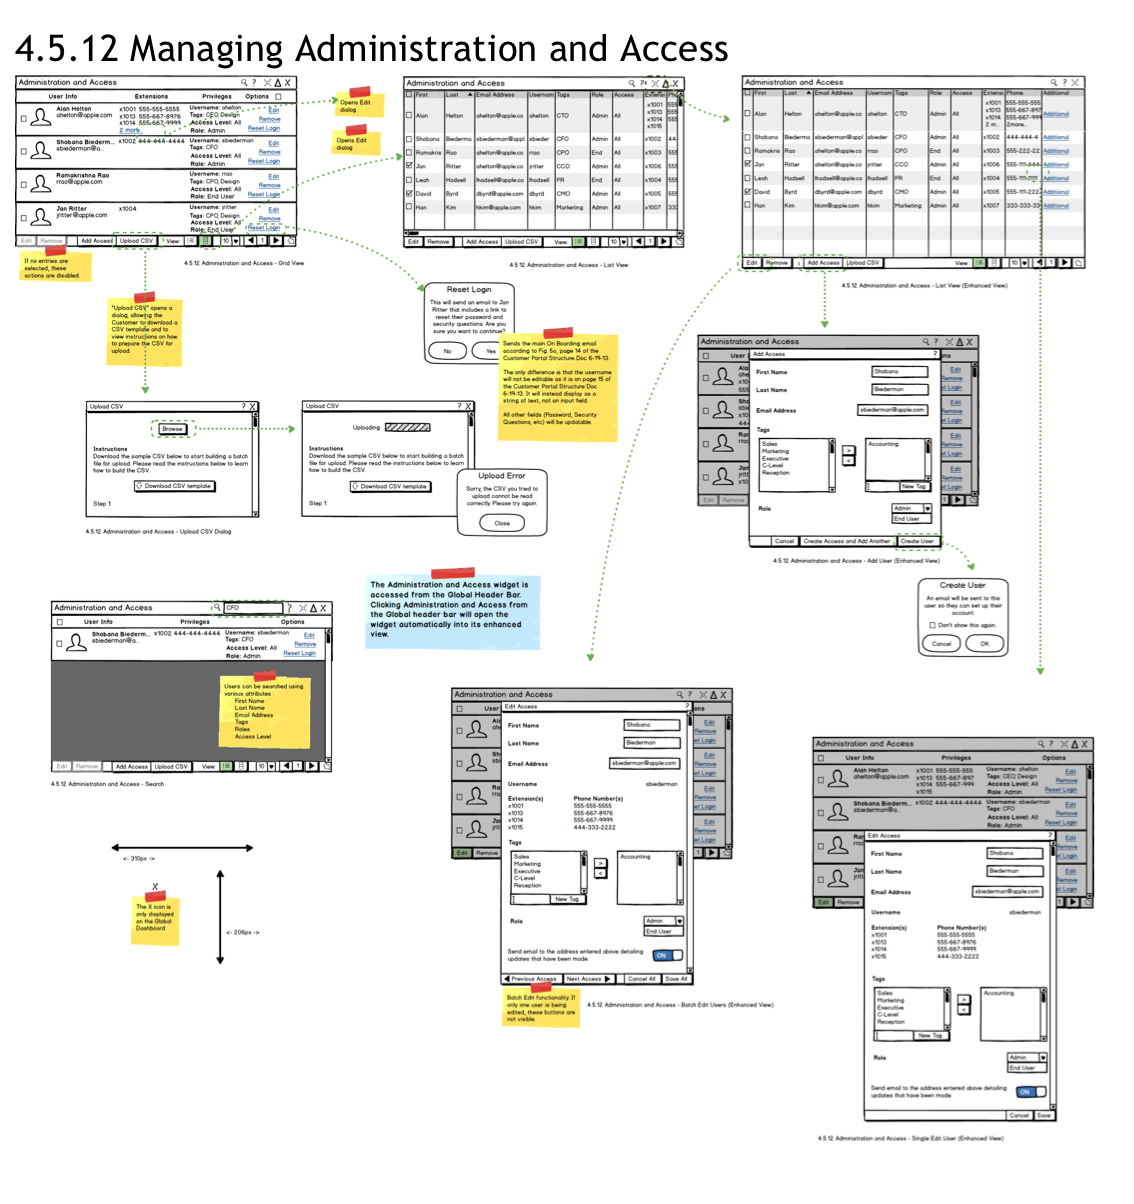 4.5.12 Managing Administration and Access
Administration and Access
User Info Extensions Privileges Options
Alan Helton x1001 555-555-5555 Username: ahelton Edit
ahelton@apple.com x1013 555-667-8976 Tags: CFO, Design Remove
x1014 555-667-9999 Access Level: All Reset Login
2 more... Role: Admin
Shobana Biederm... x1002 444-444-4444 Username: sbiederman Edit
sbiederman@a... Tags: CFO Remove
Access Level: All Reset Login
Role: Admin
Ramakrishna Rao Username: rrao Edit
rrao@apple.com Tags: CPO, Design Remove
Access Level: All Reset Login
Role: End User
Jan Ritter x1004 Username: jritter Edit
jritter@apple.com Tags: CPO, Design Remove
Access Level: All Reset Login
Role: End User
Edit Remove Add Access Upload CSV View: 10 1
4.5.12 Administration and Access - Grid View
If no entries are
selected, these
actions are disabled.
Opens Edit
dialog
Opens Edit
dialog
Administration and Access
First Last Email Address Usernam Tags Role Access Extensi
Alan Helton ahelton@apple.co ahelton CTO Admin All x1001 555
x1013 555
x1014 555
x1015
Shobana Biederma sbiederman@appl sbieder CFO Admin All x1002 44
Ramakris Rao ahelton@apple.co rrao CPO End All x1003 555
Jan Ritter ahelton@apple.co jritter CCO Admin All x1006 555
Leah Hadsell lhadsell@apple.co lhadsell PR End All x1004 555
David Byrd dbyrd@apple.com dbyrd CMO Admin All x1005 555
Han Kim hkim@apple.com hkim Marketing Admin All x1007 333
Edit Remove Add Access Upload CSV View: 10 1
4.5.12 Administration and Access - List View
Administration and Access
First Last Email Address Usernam Tags Role Access Extensi Phone Additional
Alan Helton ahelton@apple.co ahelton CTO Admin All x1001 555-555-555 Additional
x1013 555-667-897
x1014 555-667-999
2 m... 2more...
Shobana Biederma sbiederman@appl sbieder CFO Admin All x1002 444-444-4 Additional
Ramakris Rao ahelton@apple.co rrao CPO End All x1003 555-222-22 Additional
Jan Ritter ahelton@apple.co jritter CCO Admin All x1006 555-111-444 Additional
Leah Hadsell lhadsell@apple.co lhadsell PR End All x1004 555-111-1111 Additional
David Byrd dbyrd@apple.com dbyrd CMO Admin All x1005 555-111-222 Additional
Han Kim hkim@apple.com hkim Marketing Admin All x1007 333-333-33 Additional
Edit Remove Add Access Upload CSV View: 10 1
4.5.12 Administration and Access - List View (Enhanced View)
"Upload CSV" opens a
dialog, allowing the
Customer to download a
CSV template and to
view instructions on how
to prepare the CSV for
upload.
Reset Login
This will send an email to Jan
Ritter that includes a link to
reset their password and
security questions. Are you
sure you want to continue?
No Yes
Sends the main On Boarding email
according to Fig. 5a, page 14 of the
Customer Portal Structure Doc 6-19-13.
The only difference is that the username
will not be editable as it is on page 15 of
the Customer Portal Structure Doc
6-19-13. It will instead display as a
string of text, not an input field.
All other fields (Password, Security
Questions, etc) will be updatable.
Upload CSV X
Browse
Instructions
Download the sample CSV below to start building a batch
file for upload. Please read the instructions below to learn
how to build the CSV.
Download CSV template
Step 1:
4.5.12 Administration and Access - Upload CSV Dialog
Upload CSV X
Uploading
Instructions
Download the sample CSV below to start building a batch
file for upload. Please read the instructions below to learn
how to build the CSV.
Download CSV template
Step 1:
Upload Error
Sorry, the CSV you tried to
upload cannot be read
correctly. Please try again.
Close
Administration and Access
Add Access ?
First Name Shobana
Last Name Biederman
Email Address sbiederman@apple.com
Tags
Sales Accounting
Marketing
Executive
C-Level
Reception
New Tag
Role Admin
End User
Cancel Create Access and Add Another Create User
4.5.12 Administration and Access - Add User (Enhanced View)
Create User
An email will be sent to this
user so they can set up their
account.
Don't show this again.
Cancel OK
The Administration and Access widget is
accessed from the Global Header Bar.
Clicking Administration and Access from
the Global header bar will open the
widget automatically into its enhanced
view.
Administration and Access CFO
User Info Privileges Options
Shobana Biederm... x1002 444-444-4444 Username: sbiederman Edit
sbiederman@a... Tags: CFO Remove
Access Level: All Reset Login
Role: Admin
Users can be searched using
various attributes :
First Name
Last Name
Email Address
Tags
Roles
Access Level
Edit Remove Add Access Upload CSV View: 10 1
4.5.12 Administration and Access - Search
<- 310px ->
X
The X icon is
only displayed
on the Global
Dashboard
<- 206px ->
Administration and Access
Edit Access ?
First Name Shobana
Last Name Biederman
Email Address sbiederman@apple.com
Username sbiederman
Extension(s) Phone Number(s)
x1001 555-555-5555
x1013 555-667-8976
x1014 555-667-9999
x1015 444-333-2222
Tags
Sales Accounting
Marketing
Executive
C-Level
Reception
New Tag
Role Admin
End User
Send email to the address entered above detailing
updates that have been made. ON
Previous Access Next Access Cancel All Save All
Edit Remove
Batch Edit functionality. If
only one user is being
edited, these buttons are
not visible.
4.5.12 Administration and Access - Batch Edit Users (Enhanced View)
Administration and Access
User Info Privileges Options
Alan Helton x1001 555-555-555 Username: ahelton Edit
ahelton@apple.com x1013 555-667-897 Tags: CEO, Design Remove
x1014 555-667-999 Access Level: All Reset Login
x1015 Role: Admin
Shobana Biederm... x1002 444-444-4444 Username: sbiederman Edit
sbiederman@a... Tags: CFO Remove
Access Level: All Reset Login
Role: Admin
Edit Access ?
First Name Shobana
Last Name Biederman
Email Address sbiederman@apple.com
Username sbiederman
Extension(s) Phone Number(s)
x1001 555-555-5555
x1013 555-667-8976
x1014 555-667-9999
x1015 444-333-2222
Tags
Sales Accounting
Marketing
Executive
C-Level
Reception
New Tag
Role Admin
End User
Send email to the address entered above detailing
updates that have been made. ON
Cancel Save
Edit Remove
4.5.12 Administration and Access - Single Edit User (Enhanced View)